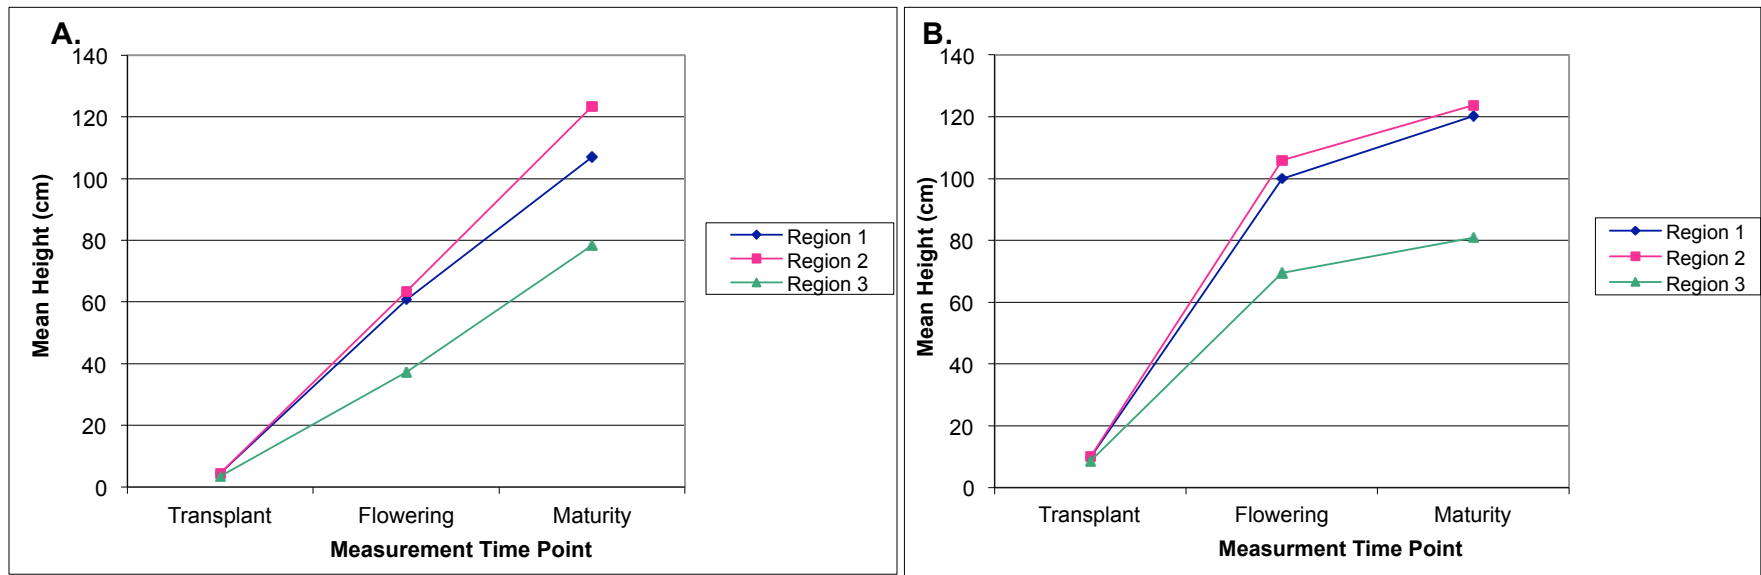 A.
140
120
100
80
60
40
20
0
Mean Height (cm)
Transplant Flowering Maturity
Measurement Time Point
Region 1
Region 2
Region 3
B.
140
120
100
80
60
40
20
0
Mean Height (cm)
Transplant Flowering Maturity
Measurment Time Point
Region 1
Region 2
Region 3